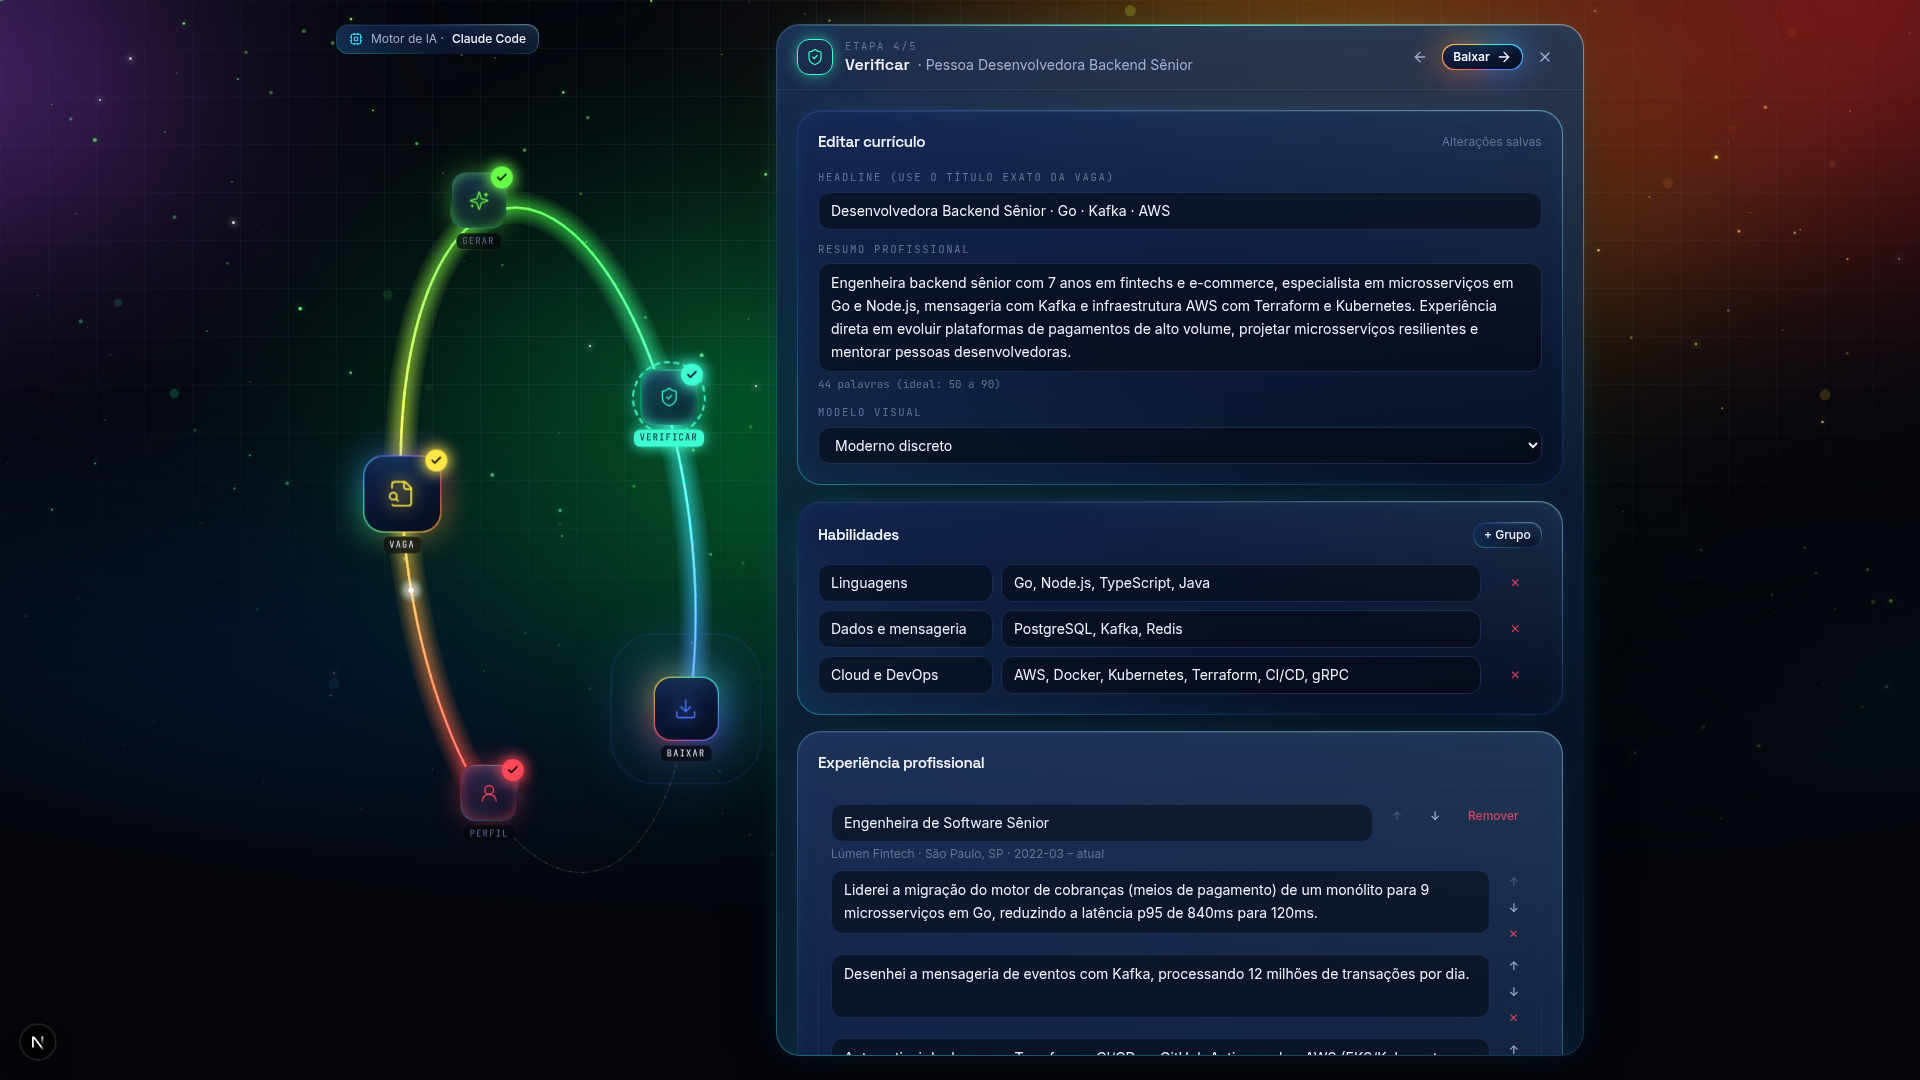 Motor de IA · Claude Code
GERAR
VERIFICAR
VAGA
BAIXAR
PERFIL
N
ETAPA 4/5
Verificar · Pessoa Desenvolvedora Backend Sênior
Baixar
Editar currículo
Alterações salvas
HEADLINE (USE O TÍTULO EXATO DA VAGA)
Desenvolvedora Backend Sênior · Go · Kafka · AWS
RESUMO PROFISSIONAL
Engenheira backend sênior com 7 anos em fintechs e e-commerce, especialista em microsserviços em
Go e Node.js, mensageria com Kafka e infraestrutura AWS com Terraform e Kubernetes. Experiência
direta em evoluir plataformas de pagamentos de alto volume, projetar microsserviços resilientes e
mentorar pessoas desenvolvedoras.
44 palavras (ideal: 50 a 90)
MODELO VISUAL
Moderno discreto
Habilidades
+ Grupo
Linguagens
Go, Node.js, TypeScript, Java
Dados e mensageria
PostgreSQL, Kafka, Redis
Cloud e DevOps
AWS, Docker, Kubernetes, Terraform, CI/CD, gRPC
Experiência profissional
Engenheira de Software Sênior
Remover
Lúmen Fintech · São Paulo, SP · 2022-03 – atual
Liderei a migração do motor de cobranças (meios de pagamento) de um monólito para 9
microsserviços em Go, reduzindo a latência p95 de 840ms para 120ms.
Desenhei a mensageria de eventos com Kafka, processando 12 milhões de transações por dia.